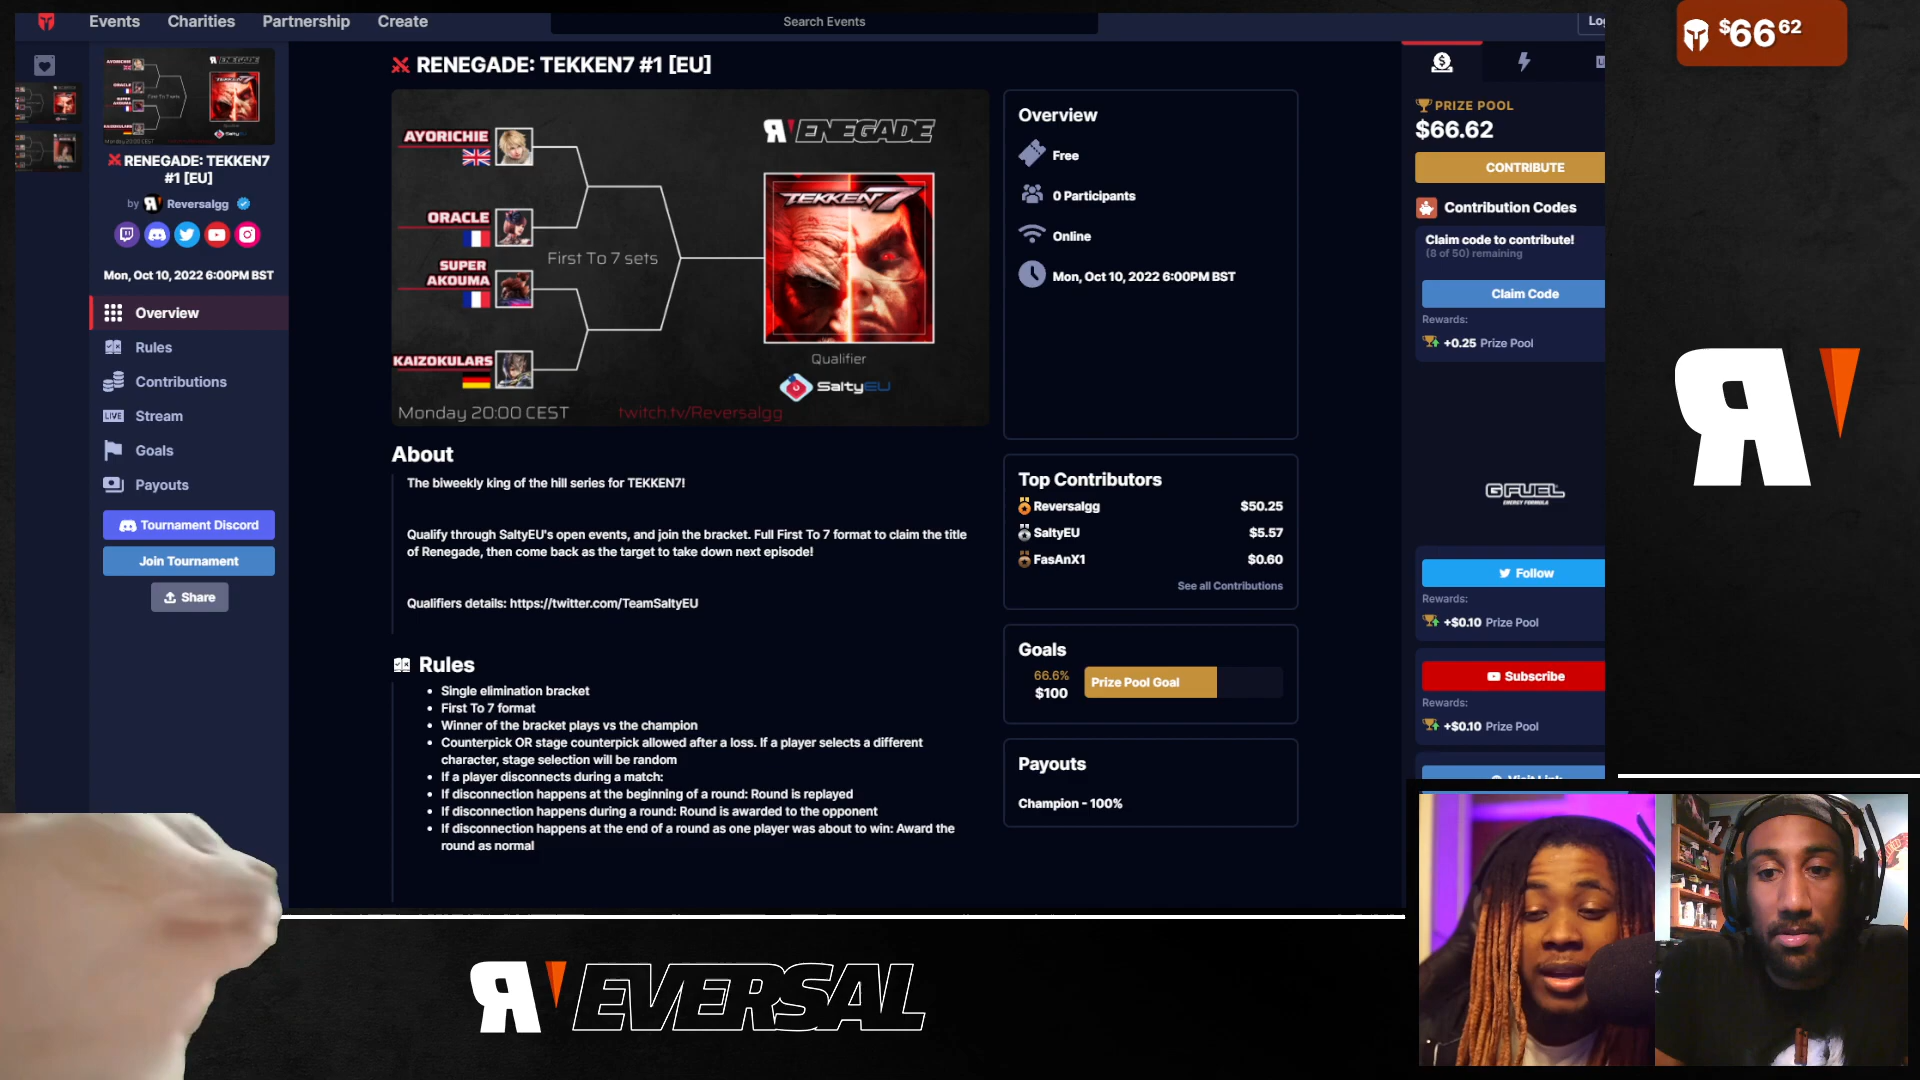 Events
Charities
Partnership
Create
Search Events
$66 62
RENEGADE: TEKKEN7
#1 [EU]
by Reversalgg
Mon, Oct 10, 2022 6:00PM BST
Overview
Rules
Contributions
LIVE Stream
Goals
Payouts
Tournament Discord
Join Tournament
Share
RENEGADE: TEKKEN7 #1 [EU]
AYORICHIE
ORACLE
SUPER
AKOUMA
KAIZOKULARS
First To 7 sets
RENEGADE
TEKKEN 7
Qualifier
SaltyEU
Monday 20:00 CEST
twitch.tv/Reversalgg
About
The biweekly king of the hill series for TEKKEN7!
Qualify through SaltyEU's open events, and join the bracket. Full First To 7 format to claim the title
of Renegade, then come back as the target to take down next episode!
Qualifiers details: https://twitter.com/TeamSaltyEU
Rules
• Single elimination bracket
• First To 7 format
• Winner of the bracket plays vs the champion
• Counterpick OR stage counterpick allowed after a loss. If a player selects a different
character, stage selection will be random
• If a player disconnects during a match:
• If disconnection happens at the beginning of a round: Round is replayed
• If disconnection happens during a round: Round is awarded to the opponent
• If disconnection happens at the end of a round as one player was about to win: Award the
round as normal
Overview
Free
0 Participants
Online
Mon, Oct 10, 2022 6:00PM BST
Top Contributors
Reversalgg $50.25
SaltyEU $5.57
FasAnX1 $0.60
See all Contributions
Goals
66.6%
$100
Prize Pool Goal
Payouts
Champion - 100%
PRIZE POOL
$66.62
CONTRIBUTE
Contribution Codes
Claim code to contribute!
(8 of 50) remaining
Claim Code
Rewards:
+0.25 Prize Pool
GFUEL
ENERGY FORMULA
Follow
Rewards:
+$0.10 Prize Pool
Subscribe
Rewards:
+$0.10 Prize Pool
Visit Link
R'
R'EVERSAL